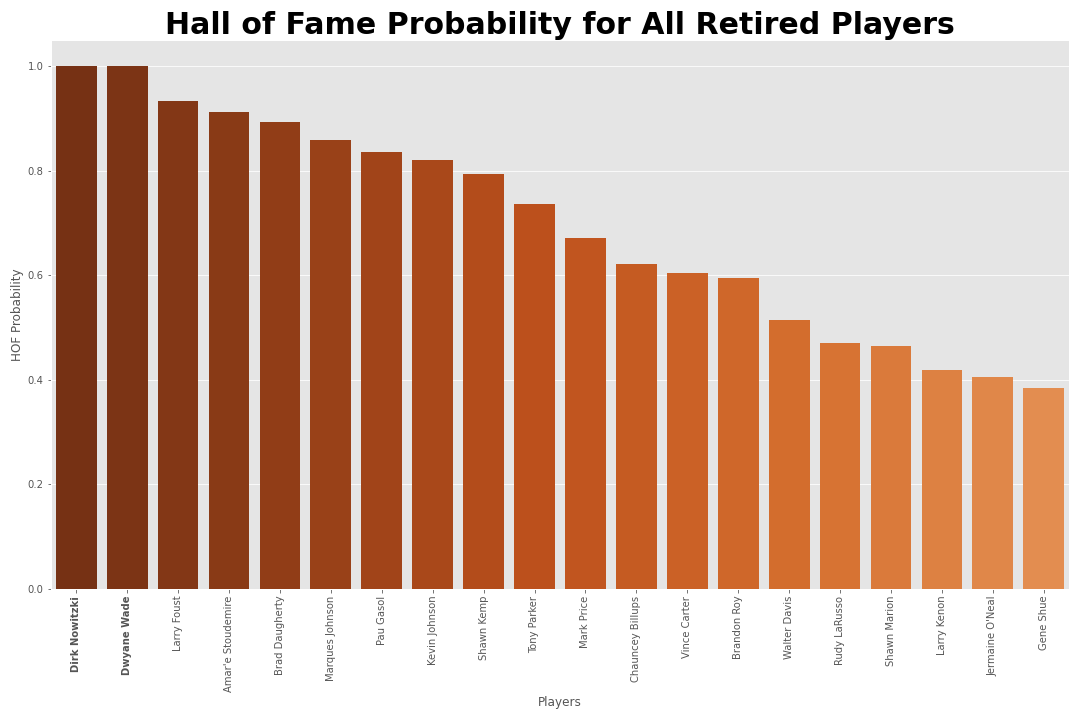 Hall of Fame Probability for All Retired Players
HOF Probability
1.0
0.8
0.6
0.4
0.2
0.0
Dirk Nowitzki
Dwyane Wade
Larry Foust
Amar'e Stoudemire
Brad Daugherty
Marques Johnson
Pau Gasol
Kevin Johnson
Shawn Kemp
Tony Parker
Mark Price
Chauncey Billups
Vince Carter
Brandon Roy
Walter Davis
Rudy LaRusso
Shawn Marion
Larry Kenon
Jermaine O'Neal
Gene Shue
Players